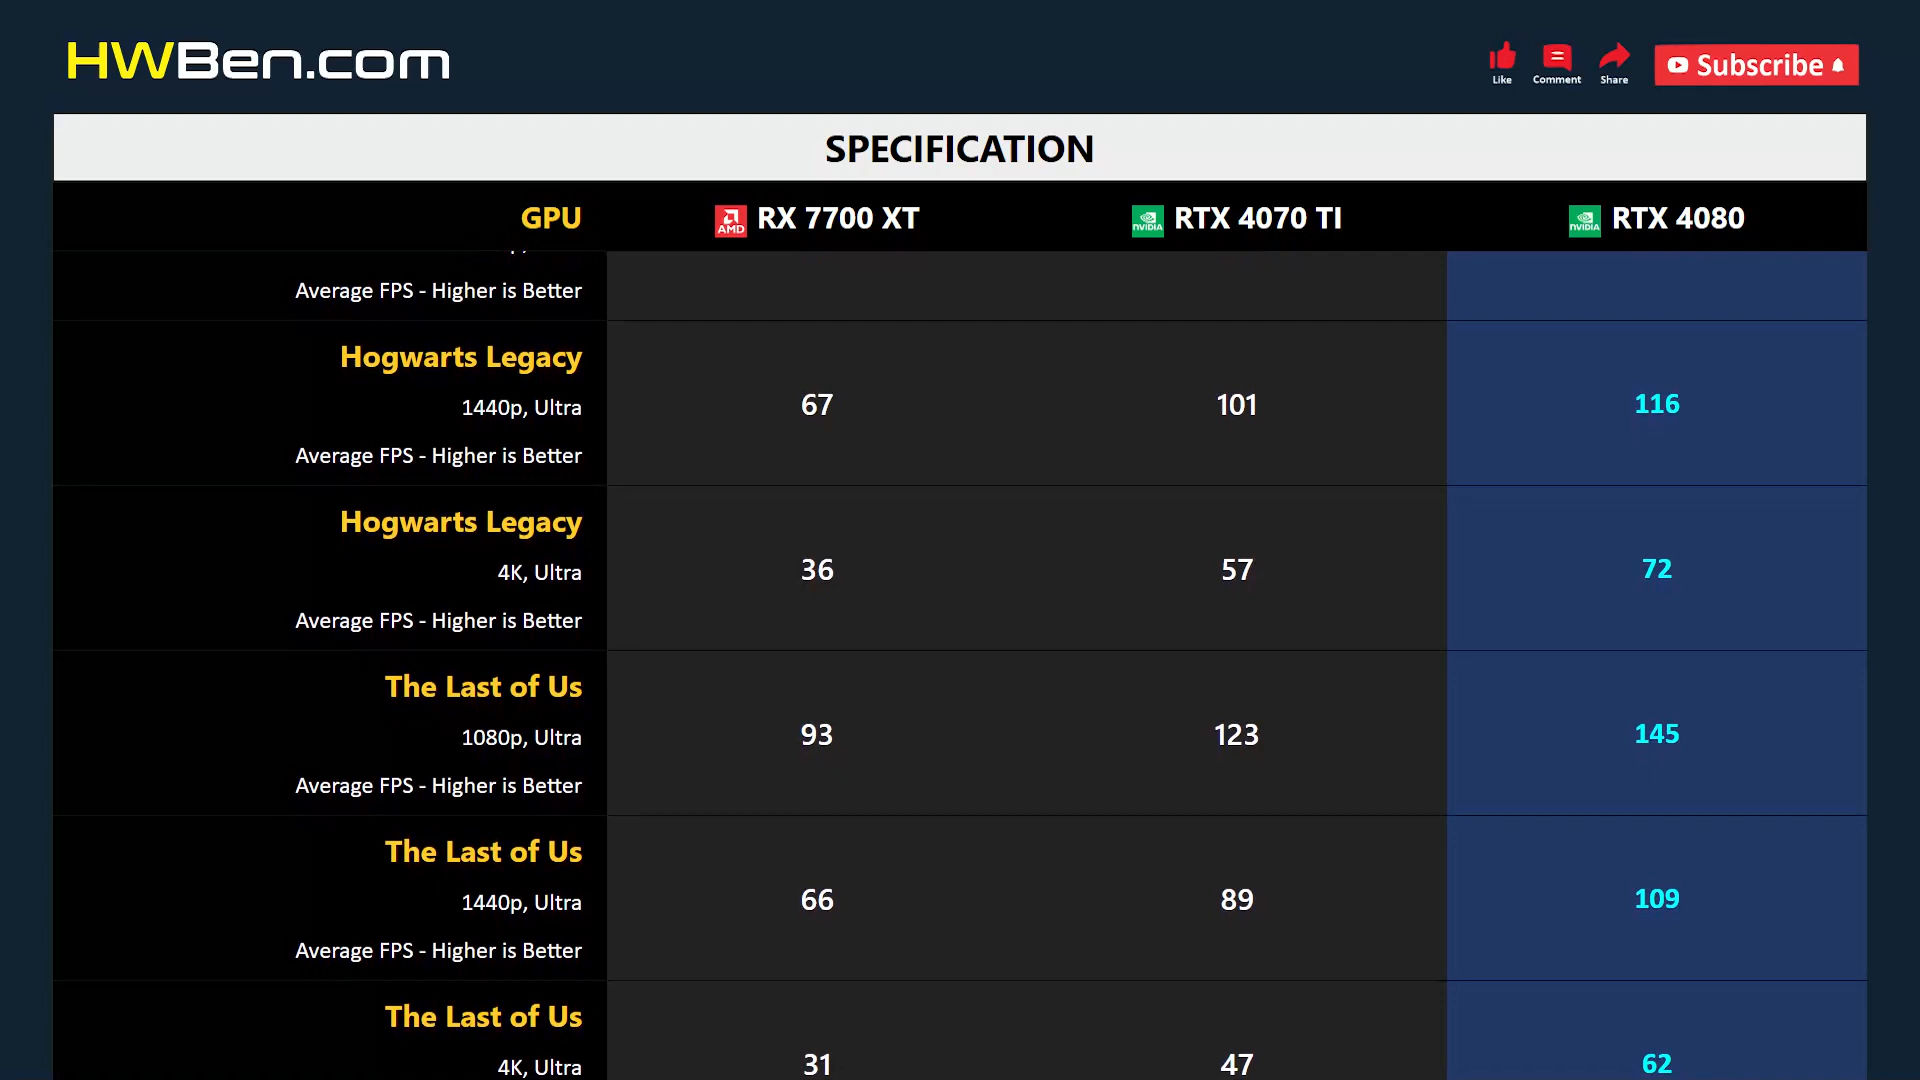 HWBen.com
Like Comment Share Subscribe
SPECIFICATION
GPU AMD RX 7700 XT NVIDIA RTX 4070 TI NVIDIA RTX 4080
Average FPS - Higher is Better
Hogwarts Legacy
1440p, Ultra 67 101 116
Average FPS - Higher is Better
Hogwarts Legacy
4K, Ultra 36 57 72
Average FPS - Higher is Better
The Last of Us
1080p, Ultra 93 123 145
Average FPS - Higher is Better
The Last of Us
1440p, Ultra 66 89 109
Average FPS - Higher is Better
The Last of Us
4K, Ultra 31 47 62